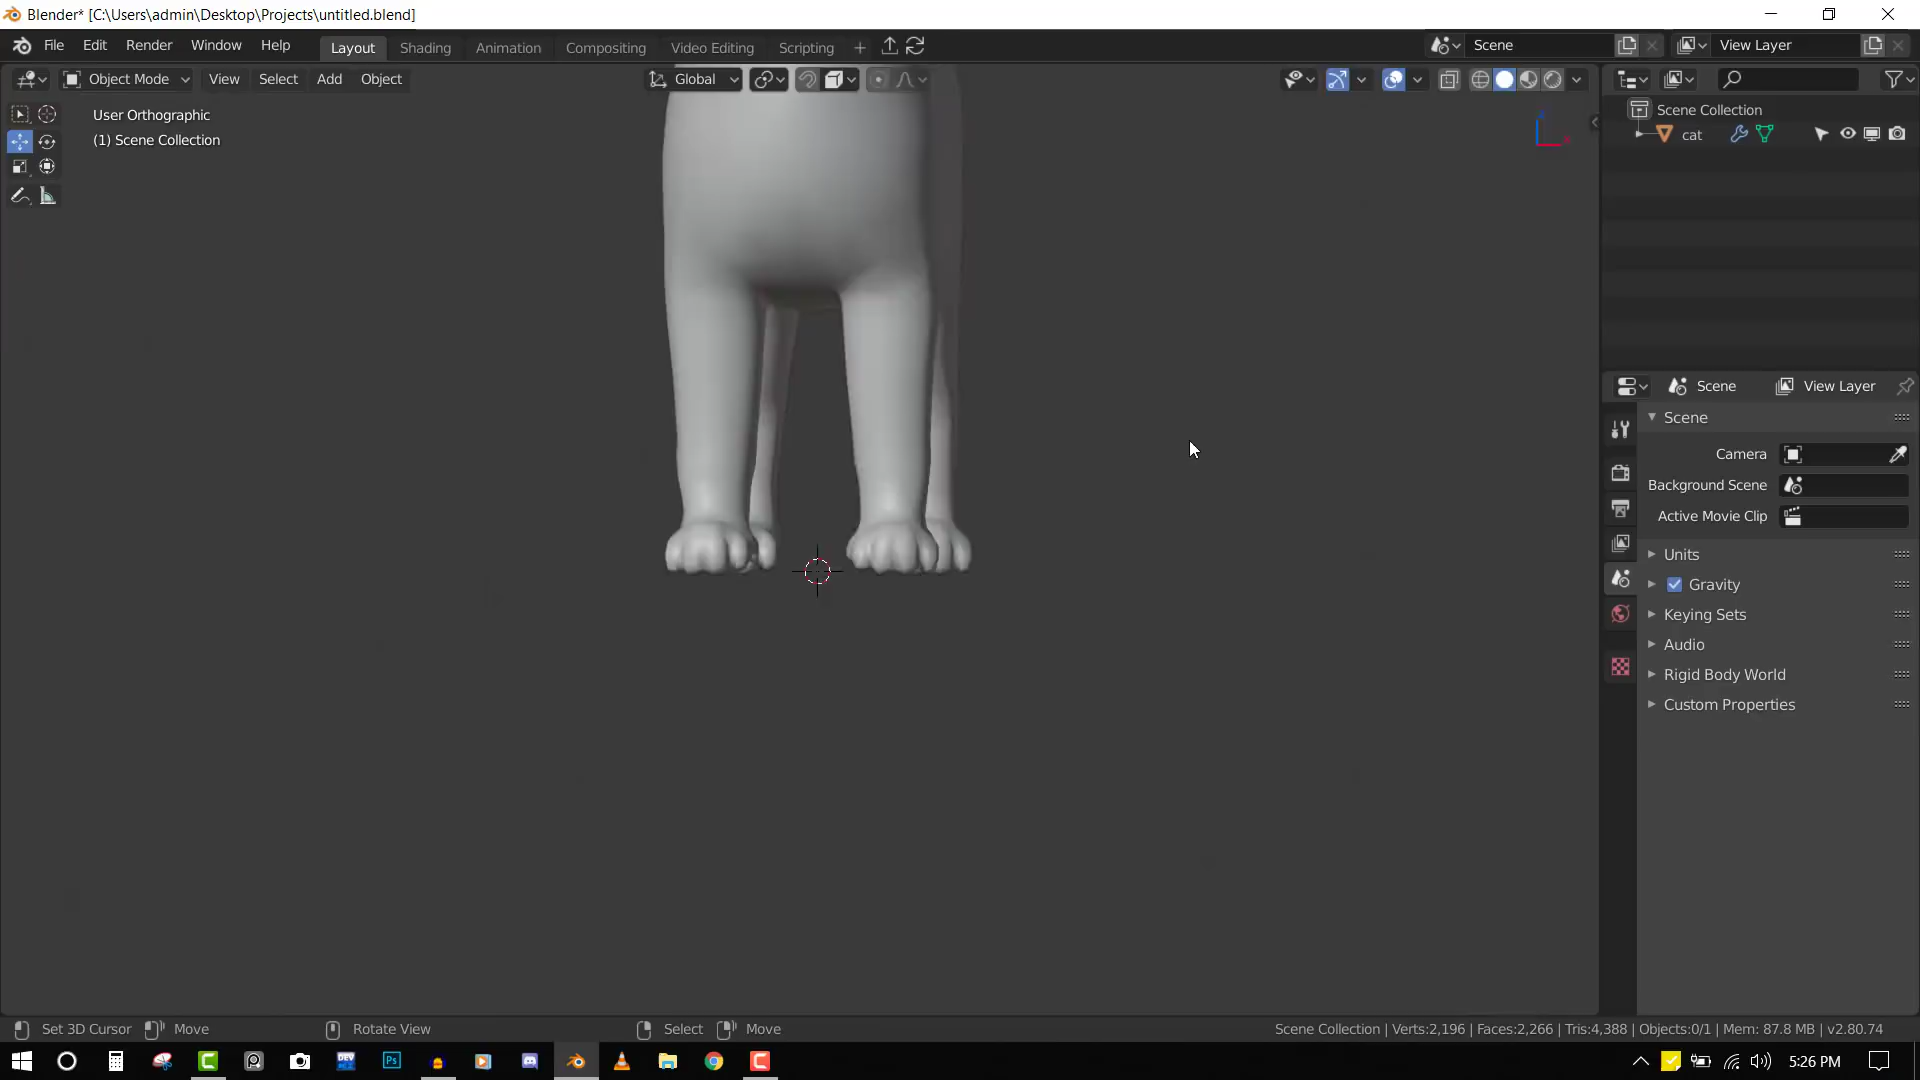 Blender* [C:\Users\admin\Desktop\Projects\untitled.blend]
File Edit Render Window Help Layout Shading Animation Compositing Video Editing Scripting Scene View Layer
Object Mode View Select Add Object Global
User Orthographic
(1) Scene Collection
Scene Collection
cat
Scene View Layer
Scene
Camera
Background Scene
Active Movie Clip
Units
Gravity
Keying Sets
Audio
Rigid Body World
Custom Properties
Set 3D Cursor Move Rotate View Select Move Scene Collection | Verts:2,196 | Faces:2,266 | Tris:4,388 | Objects:0/1 | Mem: 87.8 MB | v2.80.74
DEV Ps 5:26 PM